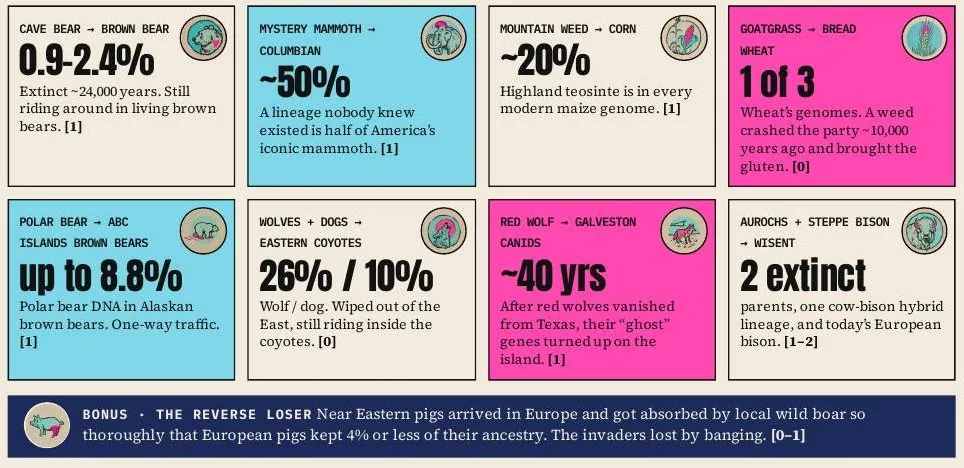 CAVE BEAR → BROWN BEAR
0.9-2.4%
Extinct ~24,000 years. Still
riding around in living brown
bears. [1]
MYSTERY MAMMOTH →
COLUMBIAN
~50%
A lineage nobody knew
existed is half of America’s
iconic mammoth. [1]
MOUNTAIN WEED → CORN
~20%
Highland teosinte is in every
modern maize genome. [1]
GOATGRASS → BREAD
WHEAT
1 of 3
Wheat’s genomes. A weed
crashed the party ~10,000
years ago and brought the
gluten. [0]
POLAR BEAR → ABC
ISLANDS BROWN BEARS
up to 8.8%
Polar bear DNA in Alaskan
brown bears. One-way traffic.
[1]
WOLVES + DOGS →
EASTERN COYOTES
26% / 10%
Wolf / dog. Wiped out of the
East, still riding inside the
coyotes. [0]
RED WOLF → GALVESTON
CANIDS
~40 yrs
After red wolves vanished
from Texas, their “ghost”
genes turned up on the
island. [1]
AUROCHS + STEPPE BISON
→ WISENT
2 extinct
parents, one cow-bison hybrid
lineage, and today’s European
bison. [1–2]
BONUS · THE REVERSE LOSER Near Eastern pigs arrived in Europe and got absorbed by local wild boar so
thoroughly that European pigs kept 4% or less of their ancestry. The invaders lost by banging. [0–1]